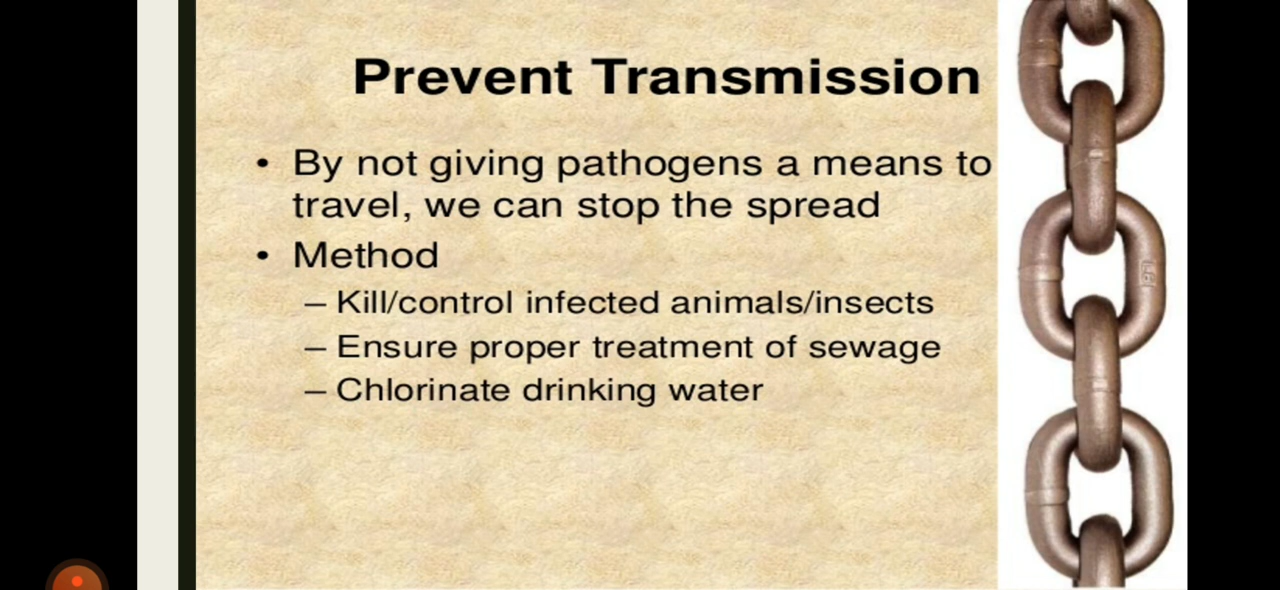 Prevent Transmission
• By not giving pathogens a means to
travel, we can stop the spread
• Method
– Kill/control infected animals/insects
– Ensure proper treatment of sewage
– Chlorinate drinking water